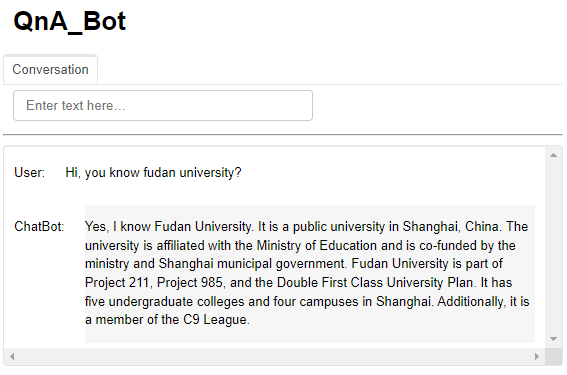 QnA_Bot
Conversation
Enter text here...
User: Hi, you know fudan university?
ChatBot: Yes, I know Fudan University. It is a public university in Shanghai, China. The
university is affiliated with the Ministry of Education and is co-funded by the
ministry and Shanghai municipal government. Fudan University is part of
Project 211, Project 985, and the Double First Class University Plan. It has
five undergraduate colleges and four campuses in Shanghai. Additionally, it is
a member of the C9 League.